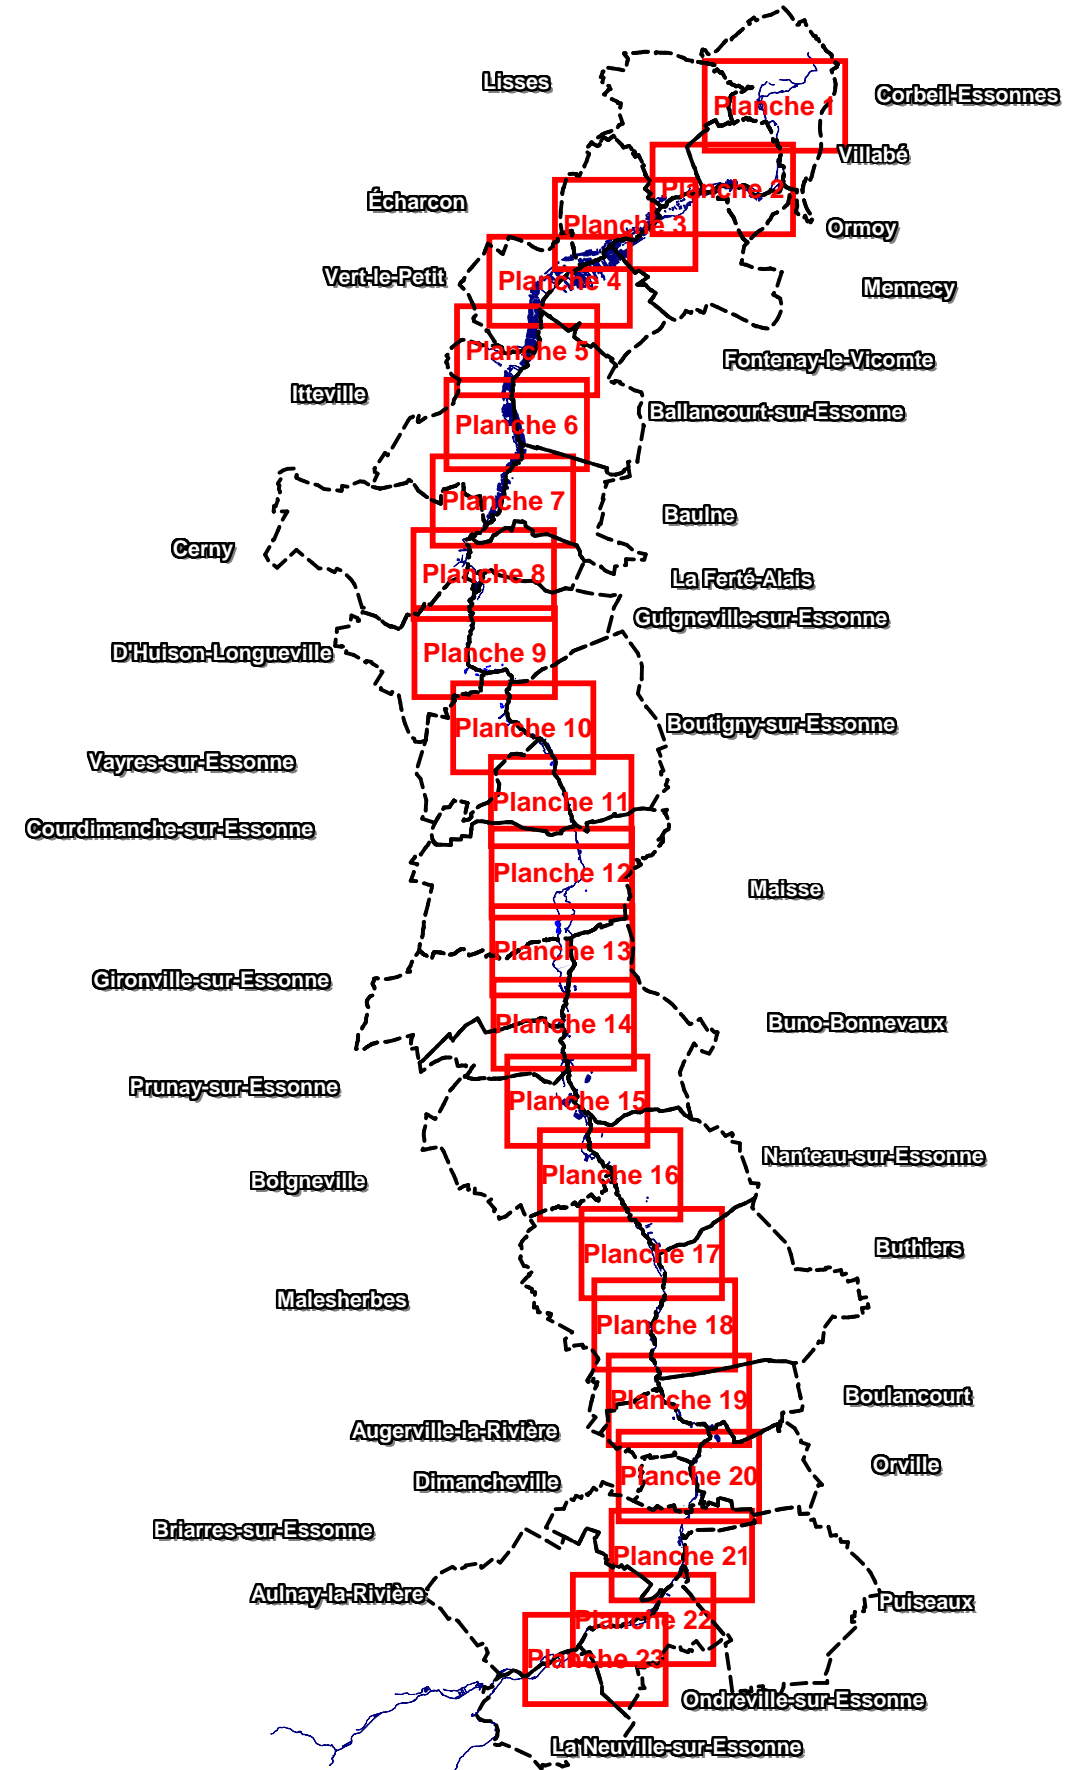 Lisses
Corbeil-Essonnes
Planche 1
Villabé
Planche 2
Écharcon
Planche 3
Ormoy
Vert-le-Petit
Planche 4
Mennecy
Planche 5
Fontenay-le-Vicomte
Itteville
Ballancourt-sur-Essonne
Planche 6
Planche 7
Baulne
Cerny
Planche 8
La Ferté-Alais
Guigneville-sur-Essonne
D'Huison-Longueville
Planche 9
Boutigny-sur-Essonne
Planche 10
Vayres-sur-Essonne
Planche 11
Courdimanche-sur-Essonne
Planche 12
Maisse
Planche 13
Gironville-sur-Essonne
Planche 14
Buno-Bonnevaux
Prunay-sur-Essonne
Planche 15
Nanteau-sur-Essonne
Boigneville
Planche 16
Buthiers
Planche 17
Malesherbes
Planche 18
Boulancourt
Planche 19
Augerville-la-Rivière
Orville
Dimancheville
Planche 20
Briarres-sur-Essonne
Planche 21
Aulnay-la-Rivière
Puiseaux
Planche 22
Planche 23
Ondreville-sur-Essonne
La Neuville-sur-Essonne